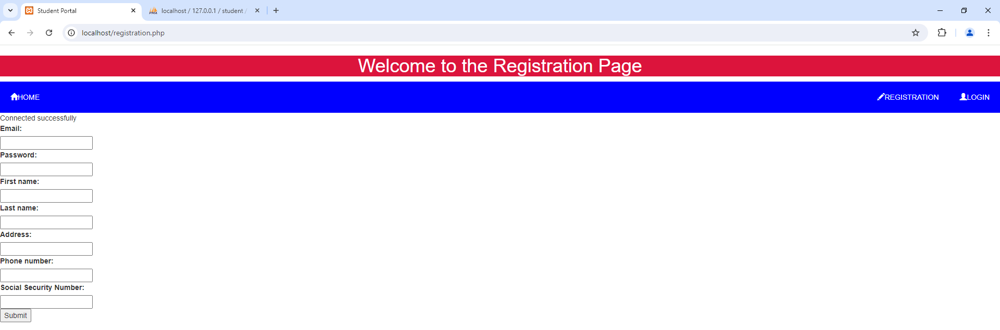 Student Portal
localhost / 127.0.0.1 / student /
localhost/registration.php
Welcome to the Registration Page
HOME REGISTRATION LOGIN
Connected successfully
Email:
Password:
First name:
Last name:
Address:
Phone number:
Social Security Number:
Submit